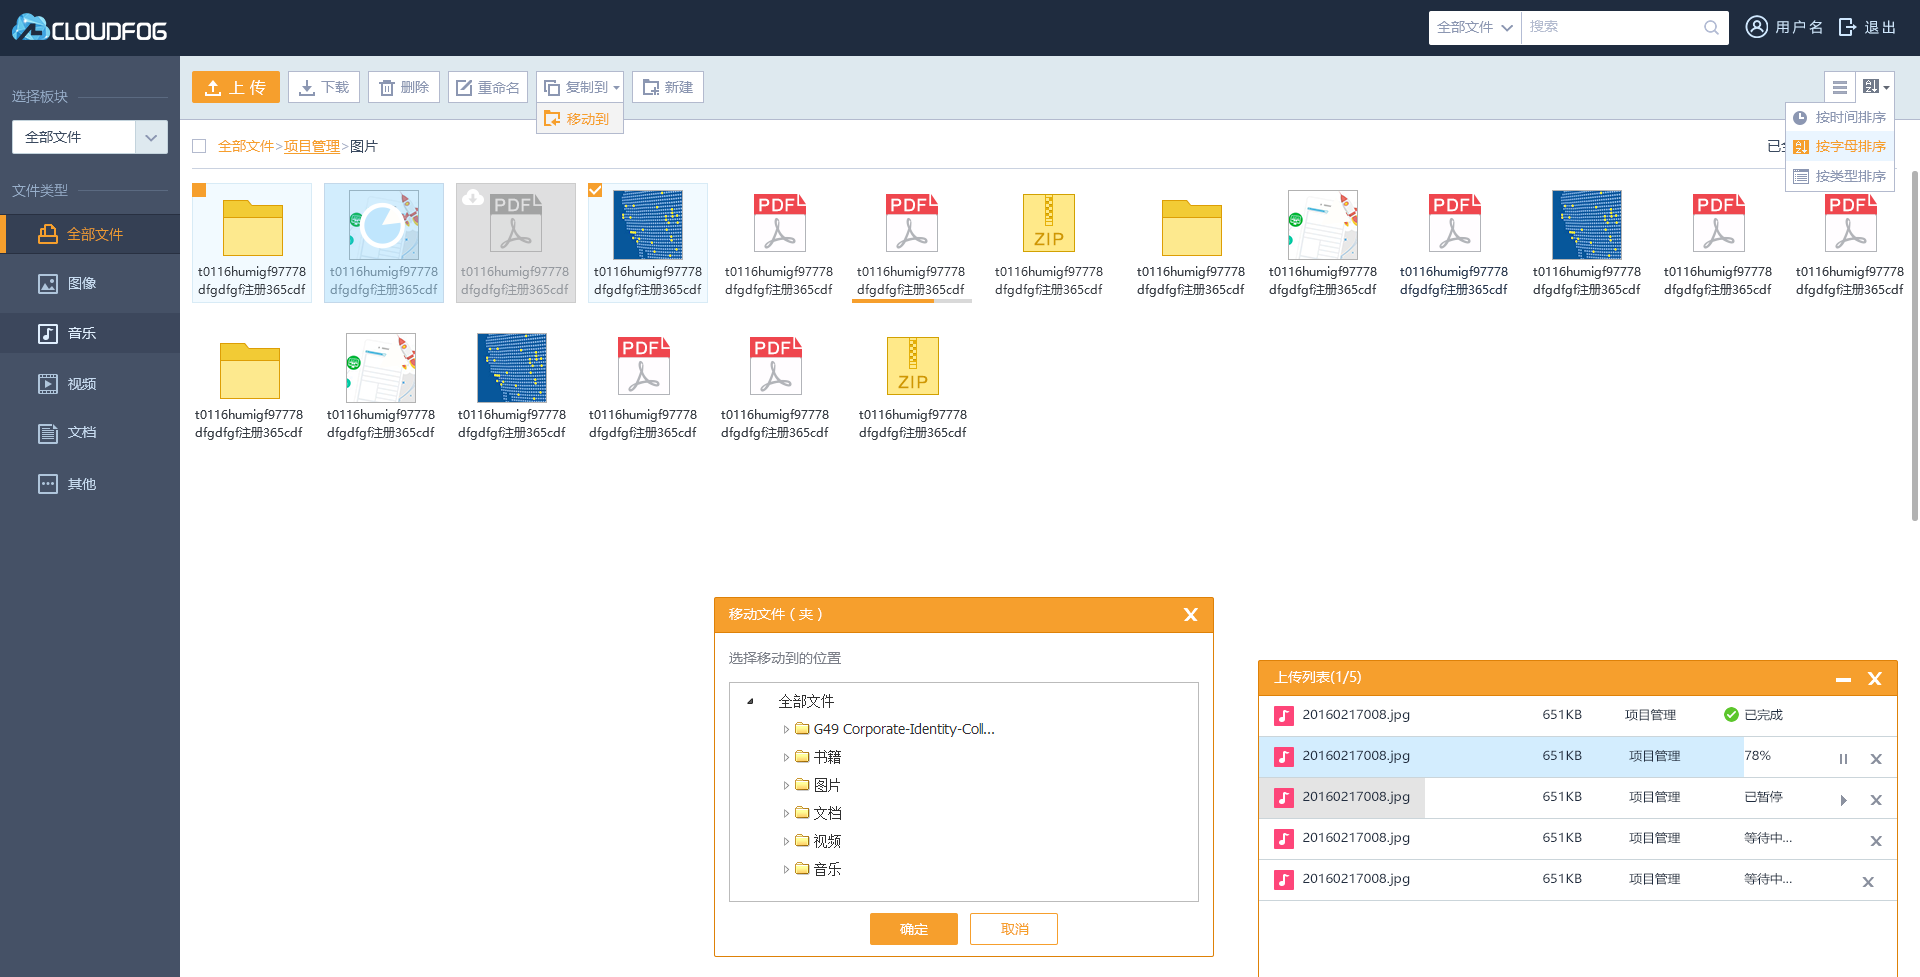 CLOUDFOG
全部文件
搜索
用户名
退出
选择板块
全部文件
文件类型
全部文件
图像
音乐
视频
文档
其他
上传
下载
删除
重命名
复制到
新建
移动到
按时间排序
按字母排序
按类型排序
全部文件>项目管理>图片
已全
t0116humigf97778
dfgdfgf注册365cdf
t0116humigf97778
dfgdfgf注册365cdf
PDF
t0116humigf97778
dfgdfgf注册365cdf
t0116humigf97778
dfgdfgf注册365cdf
PDF
t0116humigf97778
dfgdfgf注册365cdf
PDF
t0116humigf97778
dfgdfgf注册365cdf
ZIP
t0116humigf97778
dfgdfgf注册365cdf
t0116humigf97778
dfgdfgf注册365cdf
t0116humigf97778
dfgdfgf注册365cdf
PDF
t0116humigf97778
dfgdfgf注册365cdf
t0116humigf97778
dfgdfgf注册365cdf
PDF
t0116humigf97778
dfgdfgf注册365cdf
PDF
t0116humigf97778
dfgdfgf注册365cdf
t0116humigf97778
dfgdfgf注册365cdf
t0116humigf97778
dfgdfgf注册365cdf
t0116humigf97778
dfgdfgf注册365cdf
PDF
t0116humigf97778
dfgdfgf注册365cdf
PDF
t0116humigf97778
dfgdfgf注册365cdf
ZIP
t0116humigf97778
dfgdfgf注册365cdf
移动文件（夹）
X
选择移动到的位置
全部文件
G49 Corporate-Identity-Coll...
书籍
图片
文档
视频
音乐
确定
取消
上传列表(1/5)
X
20160217008.jpg 651KB 项目管理 已完成
20160217008.jpg 651KB 项目管理 78%
20160217008.jpg 651KB 项目管理 已暂停
20160217008.jpg 651KB 项目管理 等待中...
20160217008.jpg 651KB 项目管理 等待中...